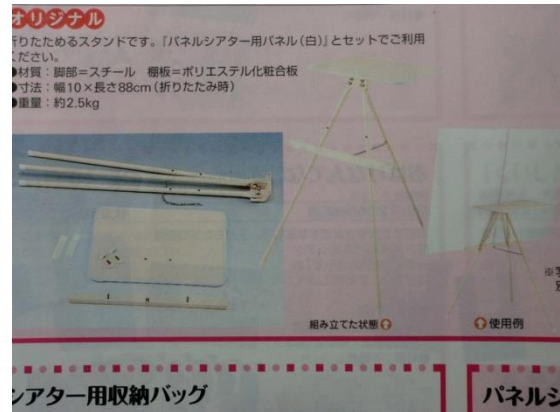 オリジナル
折りたためるスタンドです。『パネルシアター用パネル(白)』とセットでご利用
ください。
●材質:脚部=スチール 棚板=ポリエステル化粧合板
●寸法:幅10×長さ88cm(折りたたみ時)
●重量:約2.5kg
組み立てた状態
使用例
シアター用収納バッグ
パネルシ